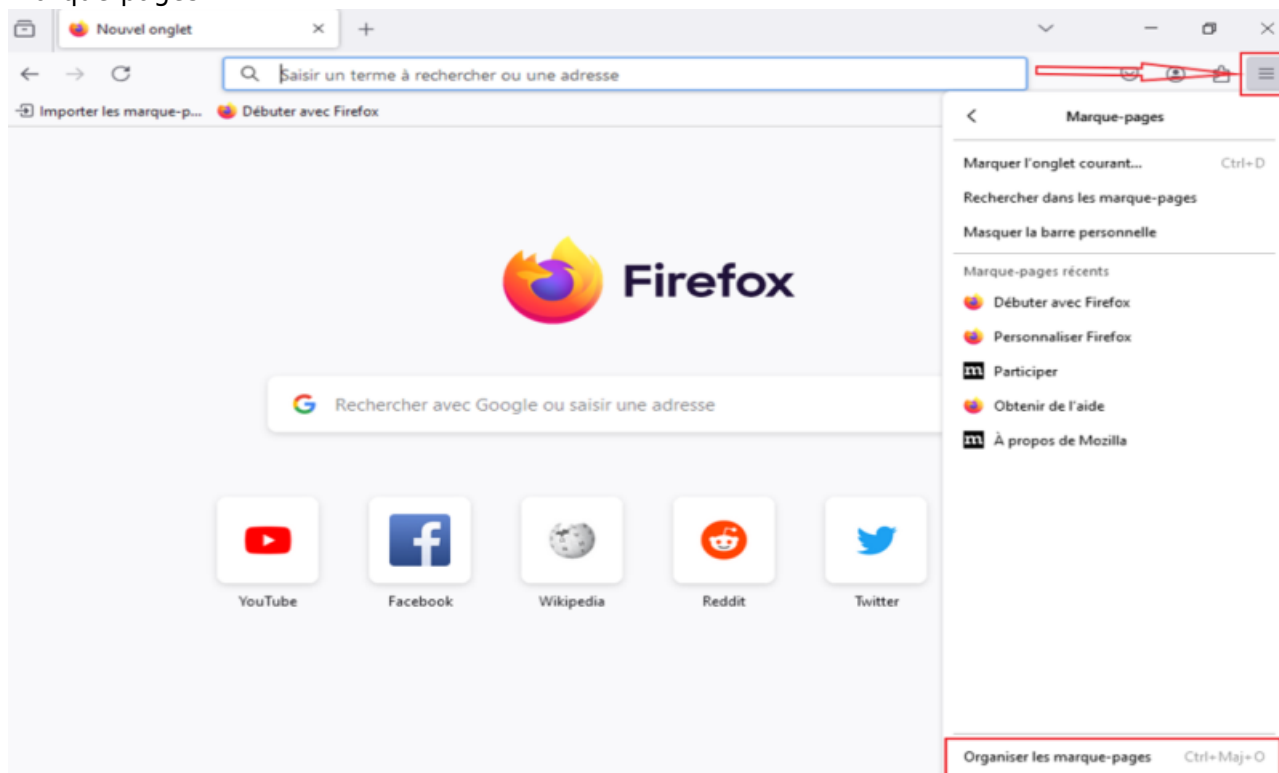 Nouvel onglet
Saisir un terme à rechercher ou une adresse
Importer les marque-p... Débuter avec Firefox
Marque-pages
Marquer l'onglet courant... Ctrl+D
Rechercher dans les marque-pages
Masquer la barre personnelle
Marque-pages récents
Débuter avec Firefox
Personnaliser Firefox
m Participer
Obtenir de l'aide
m À propos de Mozilla
Firefox
Rechercher avec Google ou saisir une adresse
YouTube Facebook Wikipedia Reddit Twitter
Organiser les marque-pages Ctrl+Maj+O